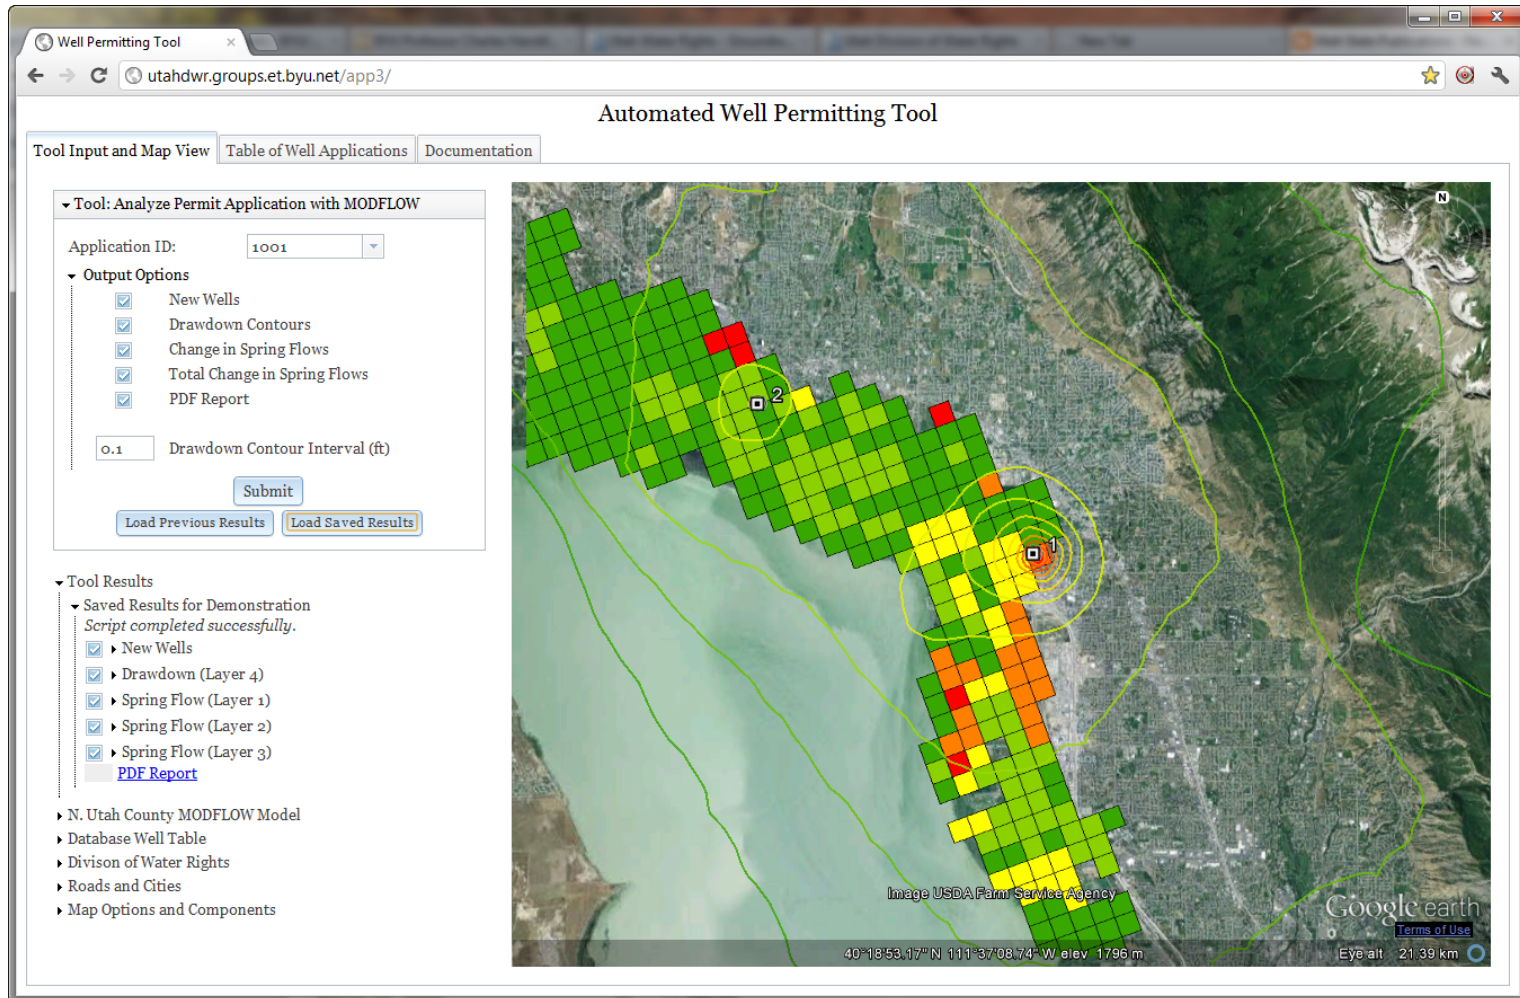 Well Permitting Tool
utahdwr.groups.et.byu.net/app3/
Automated Well Permitting Tool
Tool Input and Map View
Table of Well Applications
Documentation
Tool: Analyze Permit Application with MODFLOW
Application ID: 1001
Output Options
New Wells
Drawdown Contours
Change in Spring Flows
Total Change in Spring Flows
PDF Report
0.1 Drawdown Contour Interval (ft)
Submit
Load Previous Results Load Saved Results
Tool Results
Saved Results for Demonstration
Script completed successfully.
New Wells
Drawdown (Layer 4)
Spring Flow (Layer 1)
Spring Flow (Layer 2)
Spring Flow (Layer 3)
PDF Report
N. Utah County MODFLOW Model
Database Well Table
Divison of Water Rights
Roads and Cities
Map Options and Components
N
2
1
Image USDA Farm Service Agency
Google earth
Terms of Use
40°18'53.17" N 111°37'08.74" W elev 1796 m
Eye alt 21.39 km